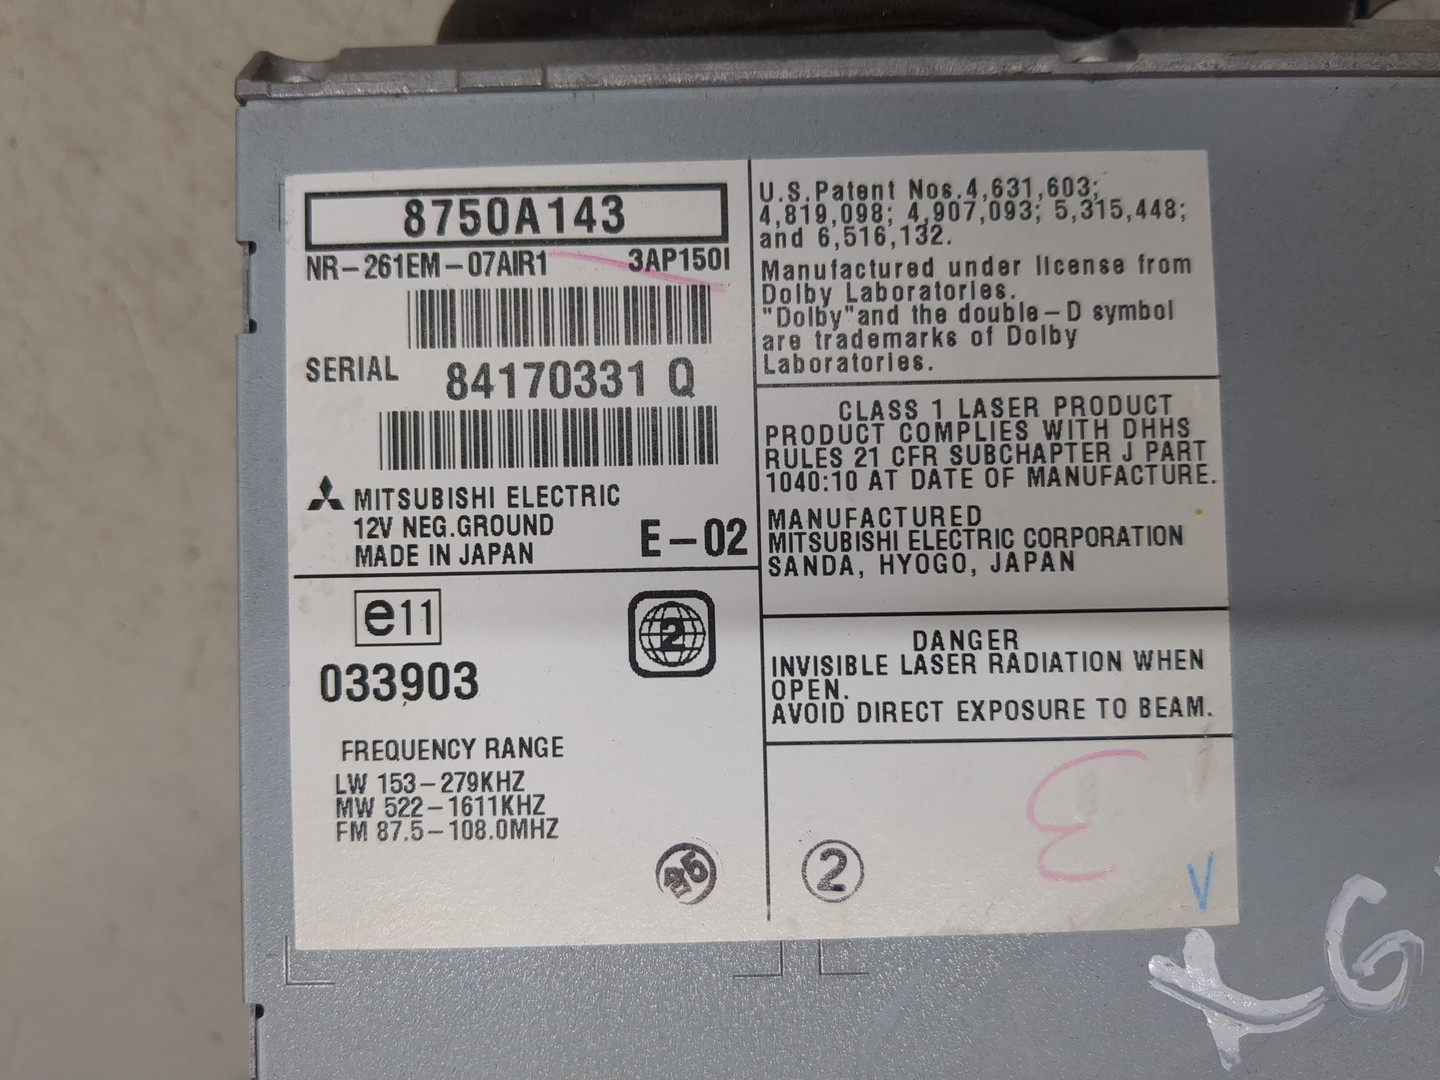 8750A143
NR-261EM-07AIR1 3AP150I
SERIAL 84170331 Q
MITSUBISHI ELECTRIC
12V NEG.GROUND
MADE IN JAPAN
E-02
e11
2
033903
FREQUENCY RANGE
LW 153-279KHZ
MW 522-1611KHZ
FM 87.5-108.0MHZ
U.S.Patent Nos.4,631,603;
4,819,098; 4,907,093; 5,315,448;
and 6,516,132.
Manufactured under license from
Dolby Laboratories.
"Dolby"and the double-D symbol
are trademarks of Dolby
Laboratories.
CLASS 1 LASER PRODUCT
PRODUCT COMPLIES WITH DHHS
RULES 21 CFR SUBCHAPTER J PART
1040:10 AT DATE OF MANUFACTURE.
MANUFACTURED
MITSUBISHI ELECTRIC CORPORATION
SANDA, HYOGO, JAPAN
DANGER
INVISIBLE LASER RADIATION WHEN
OPEN.
AVOID DIRECT EXPOSURE TO BEAM.
2
3
V